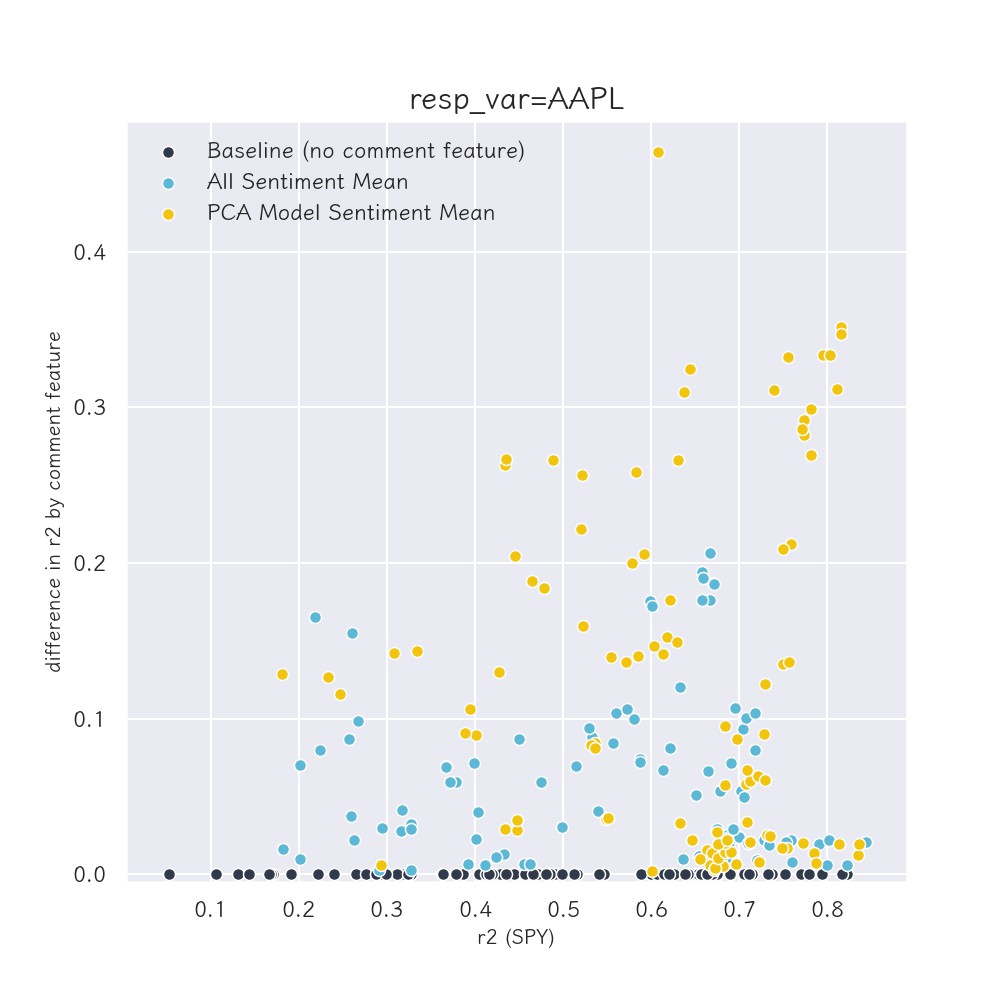 resp_var=AAPL
Baseline (no comment feature)
All Sentiment Mean
PCA Model Sentiment Mean
0.4
0.3
0.2
0.1
0.0
difference in r2 by comment feature
0.1 0.2 0.3 0.4 0.5 0.6 0.7 0.8
r2 (SPY)